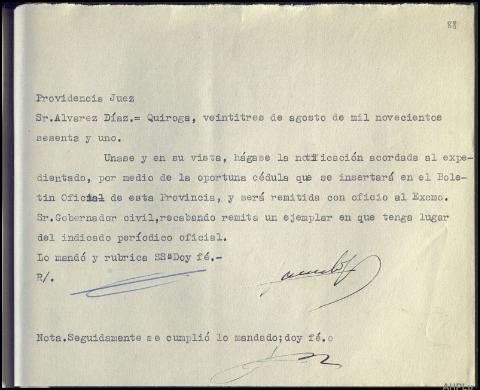 88
Providencia Juez
Sr.Alvarez Díaz.= Quiroga, veintitres de agosto de mil novecientos
sesenta y uno.
Unase y en su vista, hágase la notificación acordada al expe-
dientado, por medio de la oportuna cédula que se insertará en el Bole-
tin Oficial de esta Provincia, y será remitida con oficio al Excmo.
Sr.Gobernador civil,recabando remita un ejemplar en que tenga lugar
del indicado periódico oficial.
Lo mandó y rubrica SSªDoy fé.-
R/.
Nota.Seguidamente se cumplió lo mandado;doy fé.